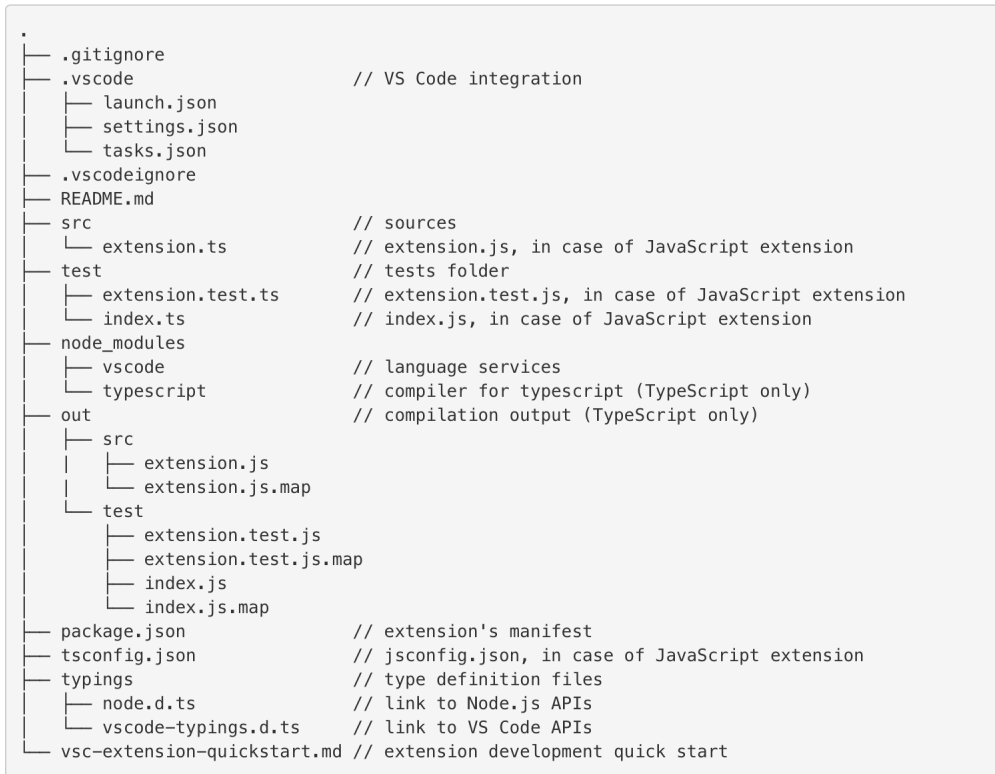 .
├── .gitignore
├── .vscode                     // VS Code integration
│   ├── launch.json
│   ├── settings.json
│   └── tasks.json
├── .vscodeignore
├── README.md
├── src                         // sources
│   └── extension.ts            // extension.js, in case of JavaScript extension
├── test                        // tests folder
│   ├── extension.test.ts       // extension.test.js, in case of JavaScript extension
│   └── index.ts                // index.js, in case of JavaScript extension
├── node_modules
│   ├── vscode                  // language services
│   └── typescript              // compiler for typescript (TypeScript only)
├── out                         // compilation output (TypeScript only)
│   ├── src
│   |   ├── extension.js
│   |   └── extension.js.map
│   └── test
│       ├── extension.test.js
│       ├── extension.test.js.map
│       ├── index.js
│       └── index.js.map
├── package.json                // extension's manifest
├── tsconfig.json               // jsconfig.json, in case of JavaScript extension
├── typings                     // type definition files
│   ├── node.d.ts               // link to Node.js APIs
│   └── vscode-typings.d.ts     // link to VS Code APIs
└── vsc-extension-quickstart.md // extension development quick start